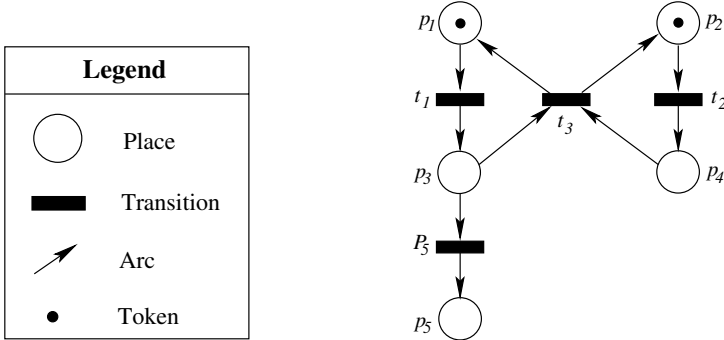 Legend
Place
Transition
Arc
Token
p1
p2
t1
t3
t2
p3
p4
P5
p5